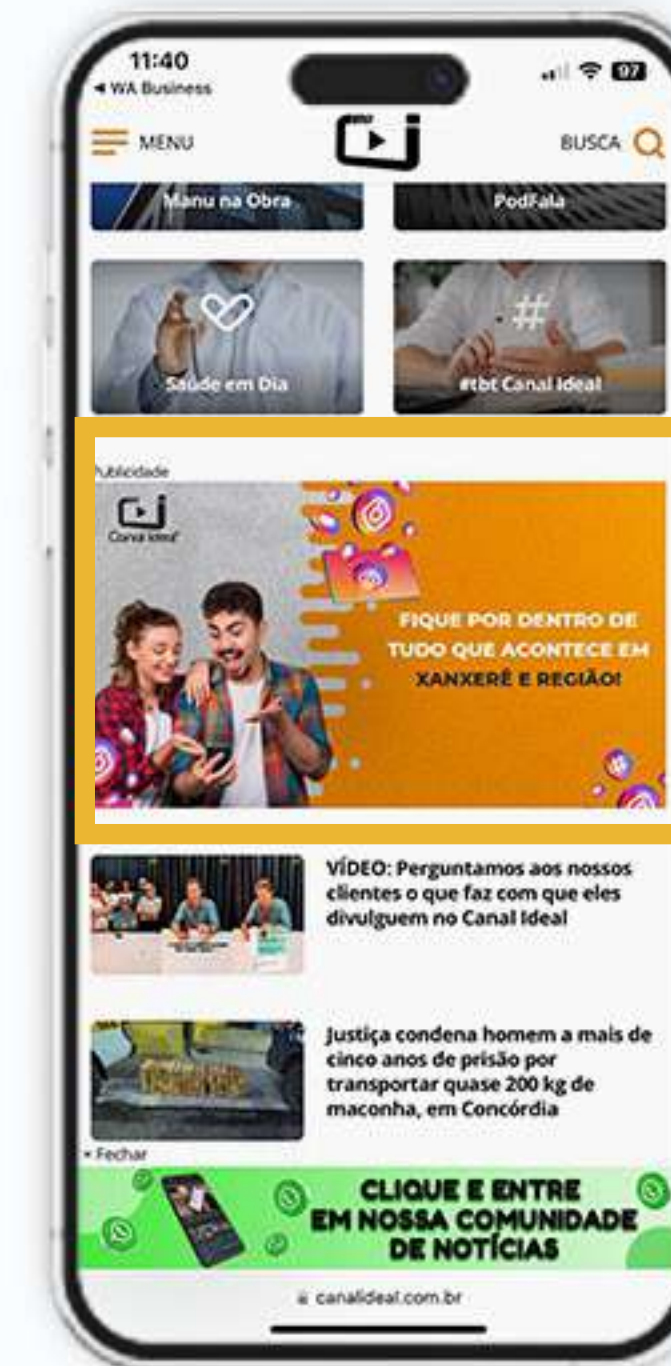 11:40
97
◂ WA Business
MENU
BUSCA
Manu na Obra
PodFala
Saúde em Dia
#
#tbt Canal Ideal
Publicidade
Canal Ideal
FIQUE POR DENTRO DE
TUDO QUE ACONTECE EM
XANXERÊ E REGIÃO!
#
VÍDEO: Perguntamos aos nossos
clientes o que faz com que eles
divulguem no Canal Ideal
Justiça condena homem a mais de
cinco anos de prisão por
transportar quase 200 kg de
maconha, em Concórdia
Fechar
CLIQUE E ENTRE
EM NOSSA COMUNIDADE
DE NOTÍCIAS
canalideal.com.br